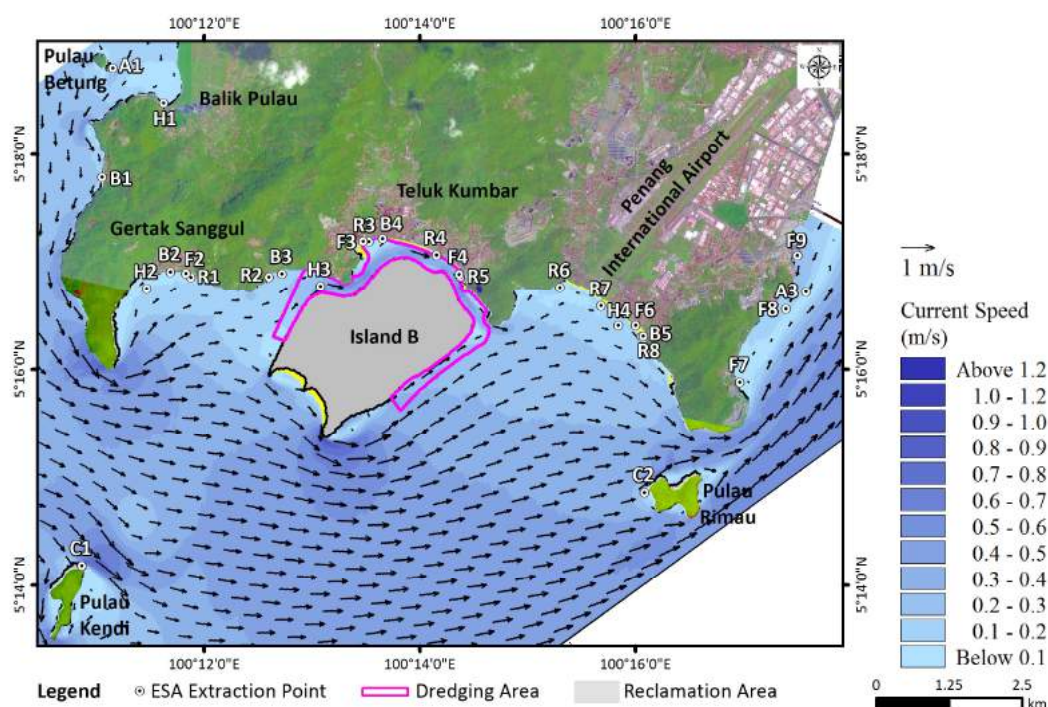 100°12'0"E
100°14'0"E
100°16'0"E
Pulau
Betung
A1
H1
Balik Pulau
5°18'0"N
5°18'0"N
B1
Penang
International Airport
Teluk Kumbar
Gertak Sanggul
B2
F2
H2
R1
R2
B3
H3
F3
R3
B4
R4
F4
R5
R6
R7
H4
F6
B5
R8
F9
A3
F8
F7
Island B
5°16'0"N
5°16'0"N
C2
Pulau
Rimau
C1
Pulau
Kendi
5°14'0"N
5°14'0"N
100°12'0"E
100°14'0"E
100°16'0"E
1 m/s
Current Speed
(m/s)
Above 1.2
1.0 - 1.2
0.9 - 1.0
0.8 - 0.9
0.7 - 0.8
0.6 - 0.7
0.5 - 0.6
0.4 - 0.5
0.3 - 0.4
0.2 - 0.3
0.1 - 0.2
Below 0.1
Legend
ESA Extraction Point
Dredging Area
Reclamation Area
0 1.25 2.5
km